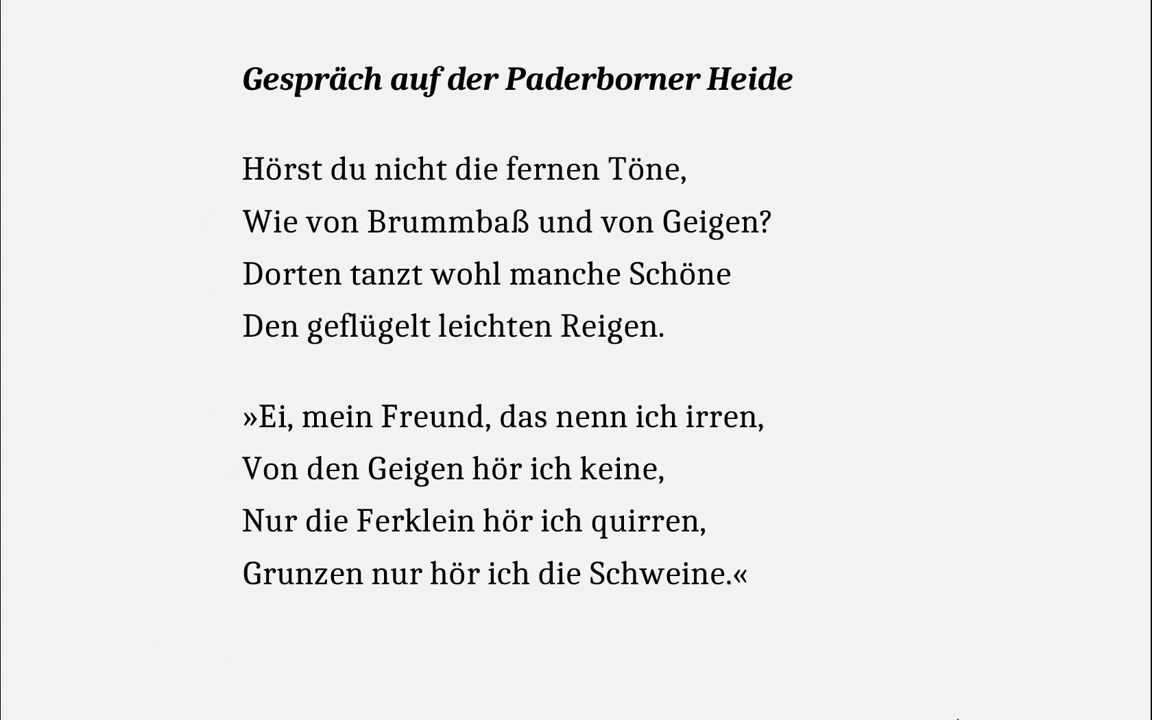 Gespräch auf der Paderborner Heide
Hörst du nicht die fernen Töne,
Wie von Brummbaß und von Geigen?
Dorten tanzt wohl manche Schöne
Den geflügelt leichten Reigen.
»Ei, mein Freund, das nenn ich irren,
Von den Geigen hör ich keine,
Nur die Ferklein hör ich quirren,
Grunzen nur hör ich die Schweine.«